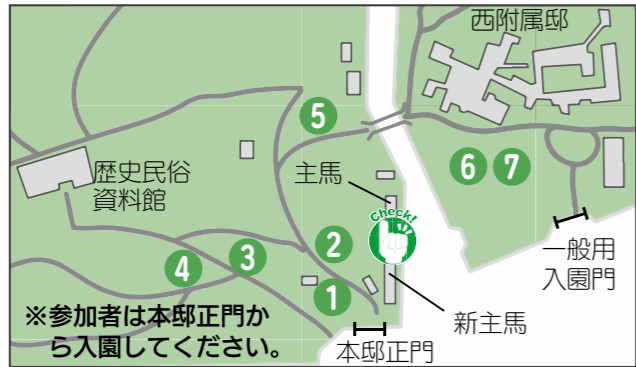 西附属邸
5
主馬
6 7
歴史民俗
資料館
Check!
一般用
入園門
2
3
4
1
新主馬
※参加者は本邸正門か
ら入園してください。
本邸正門